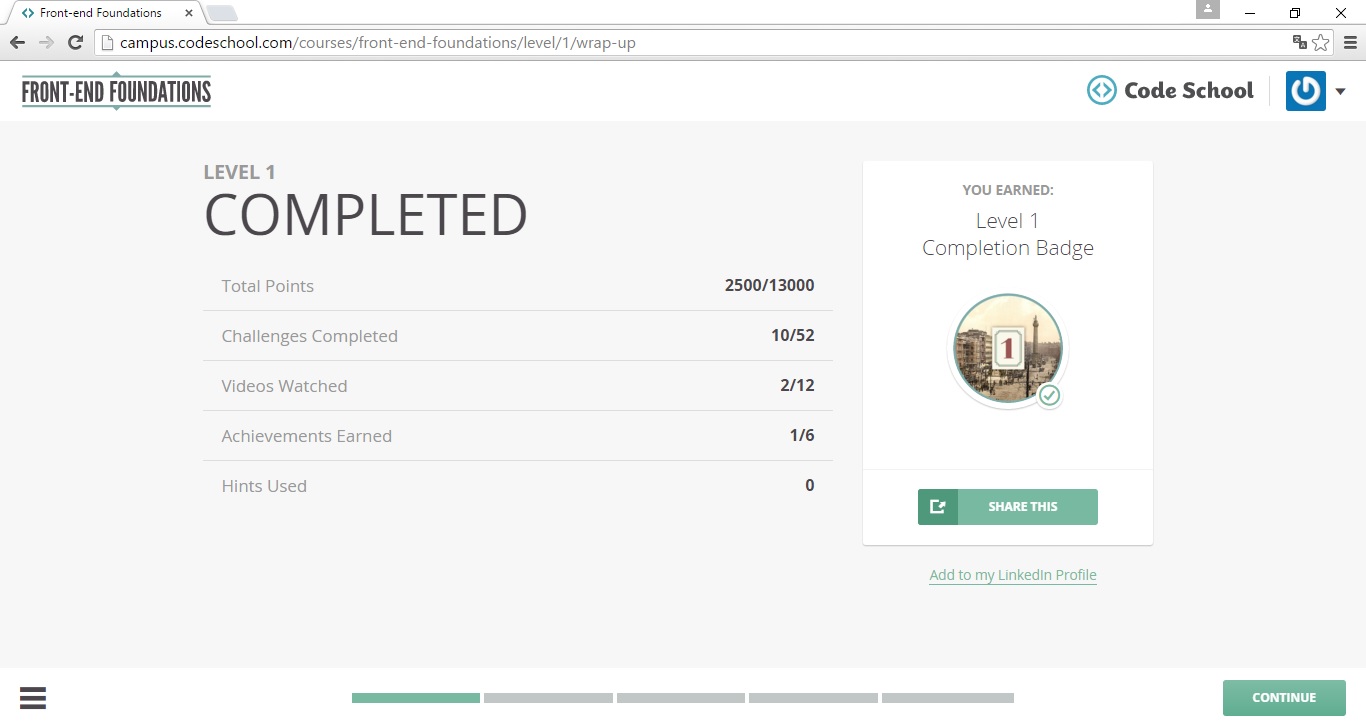 Front-end Foundations
campus.codeschool.com/courses/front-end-foundations/level/1/wrap-up
FRONT-END FOUNDATIONS
Code School
LEVEL 1
COMPLETED
Total Points 2500/13000
Challenges Completed 10/52
Videos Watched 2/12
Achievements Earned 1/6
Hints Used 0
YOU EARNED:
Level 1
Completion Badge
1
SHARE THIS
Add to my LinkedIn Profile
CONTINUE